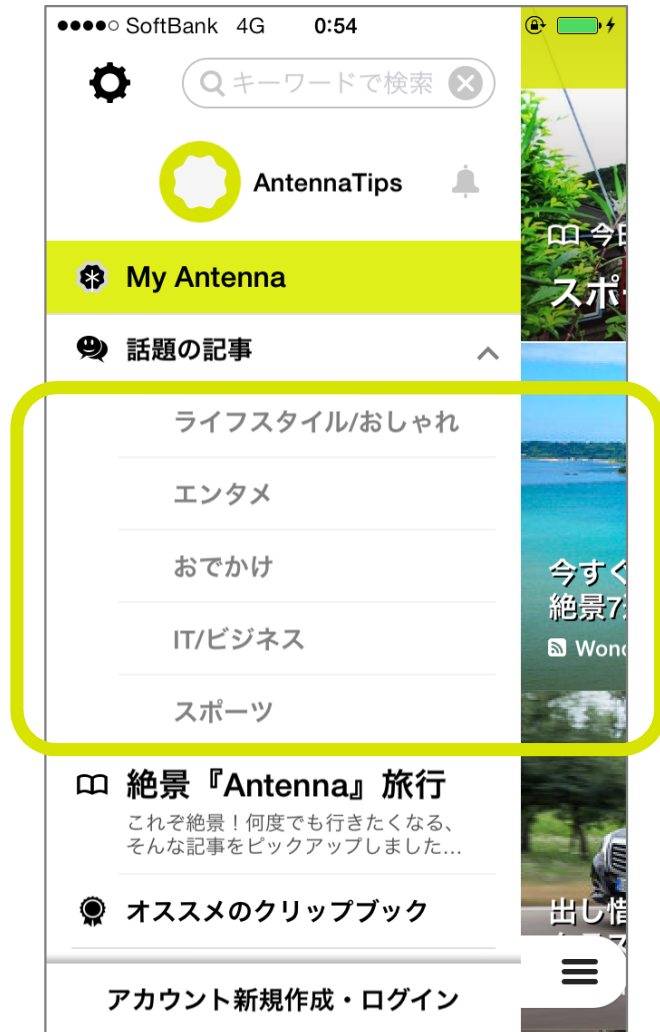 SoftBank 4G 0:54
キーワードで検索
AntennaTips
My Antenna
話題の記事
ライフスタイル/おしゃれ
エンタメ
おでかけ
IT/ビジネス
スポーツ
絶景『Antenna』旅行
これぞ絶景！何度でも行きたくなる、
そんな記事をピックアップしました...
オススメのクリップブック
アカウント新規作成・ログイン
今日
スポ
今すぐ
絶景7
Wond
出し惜